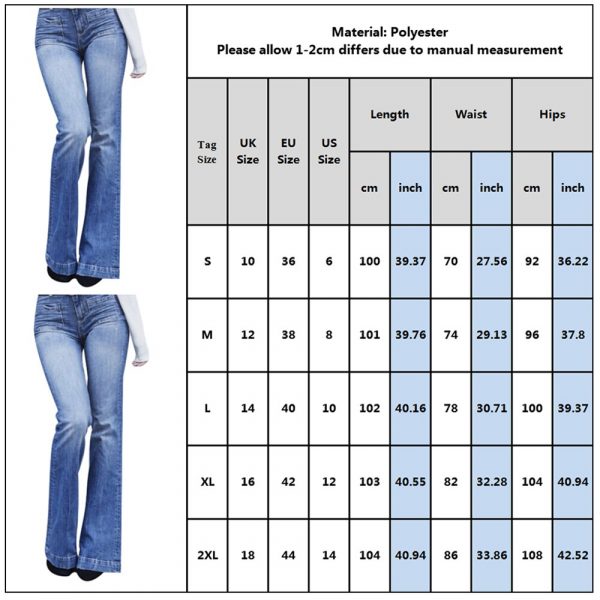 Material: Polyester
Please allow 1-2cm differs due to manual measurement
Tag Size UK Size EU Size US Size Length Waist Hips
cm inch cm inch cm inch
S 10 36 6 100 39.37 70 27.56 92 36.22
M 12 38 8 101 39.76 74 29.13 96 37.8
L 14 40 10 102 40.16 78 30.71 100 39.37
XL 16 42 12 103 40.55 82 32.28 104 40.94
2XL 18 44 14 104 40.94 86 33.86 108 42.52